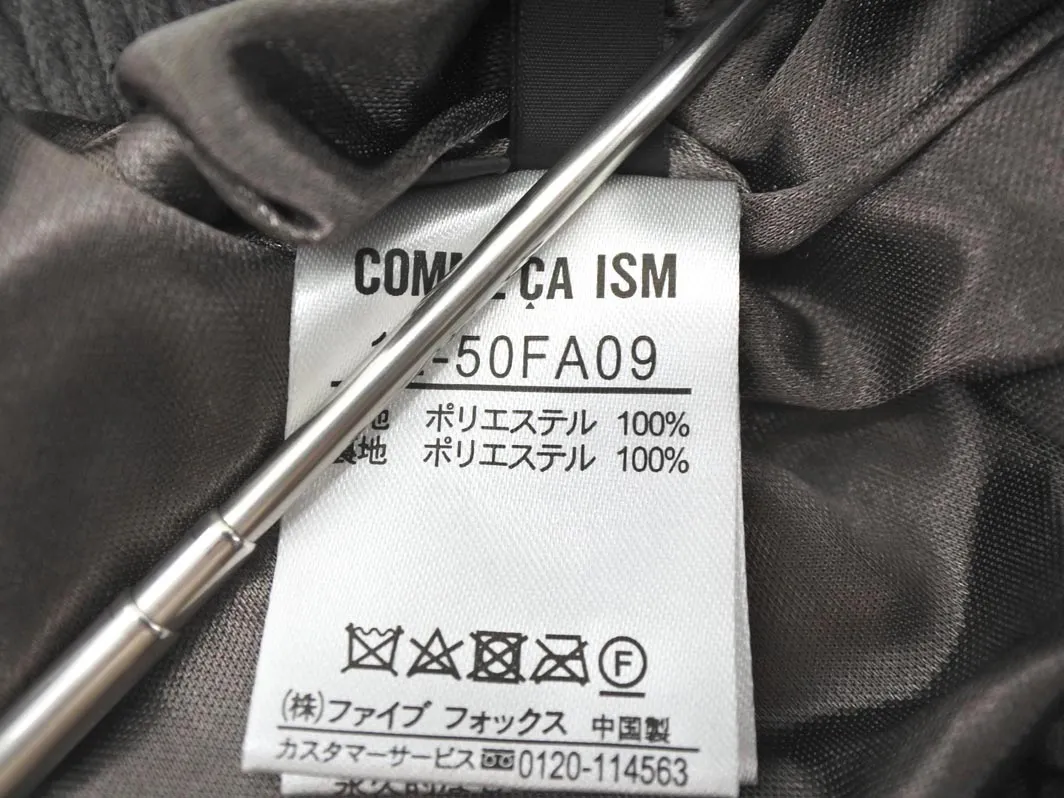 ÇA ISM
-50FA09
ポリエステル 100%
裏地 ポリエステル 100%
F
(株)ファイブ フォックス 中国製
カスタマーサービス 0120-114563